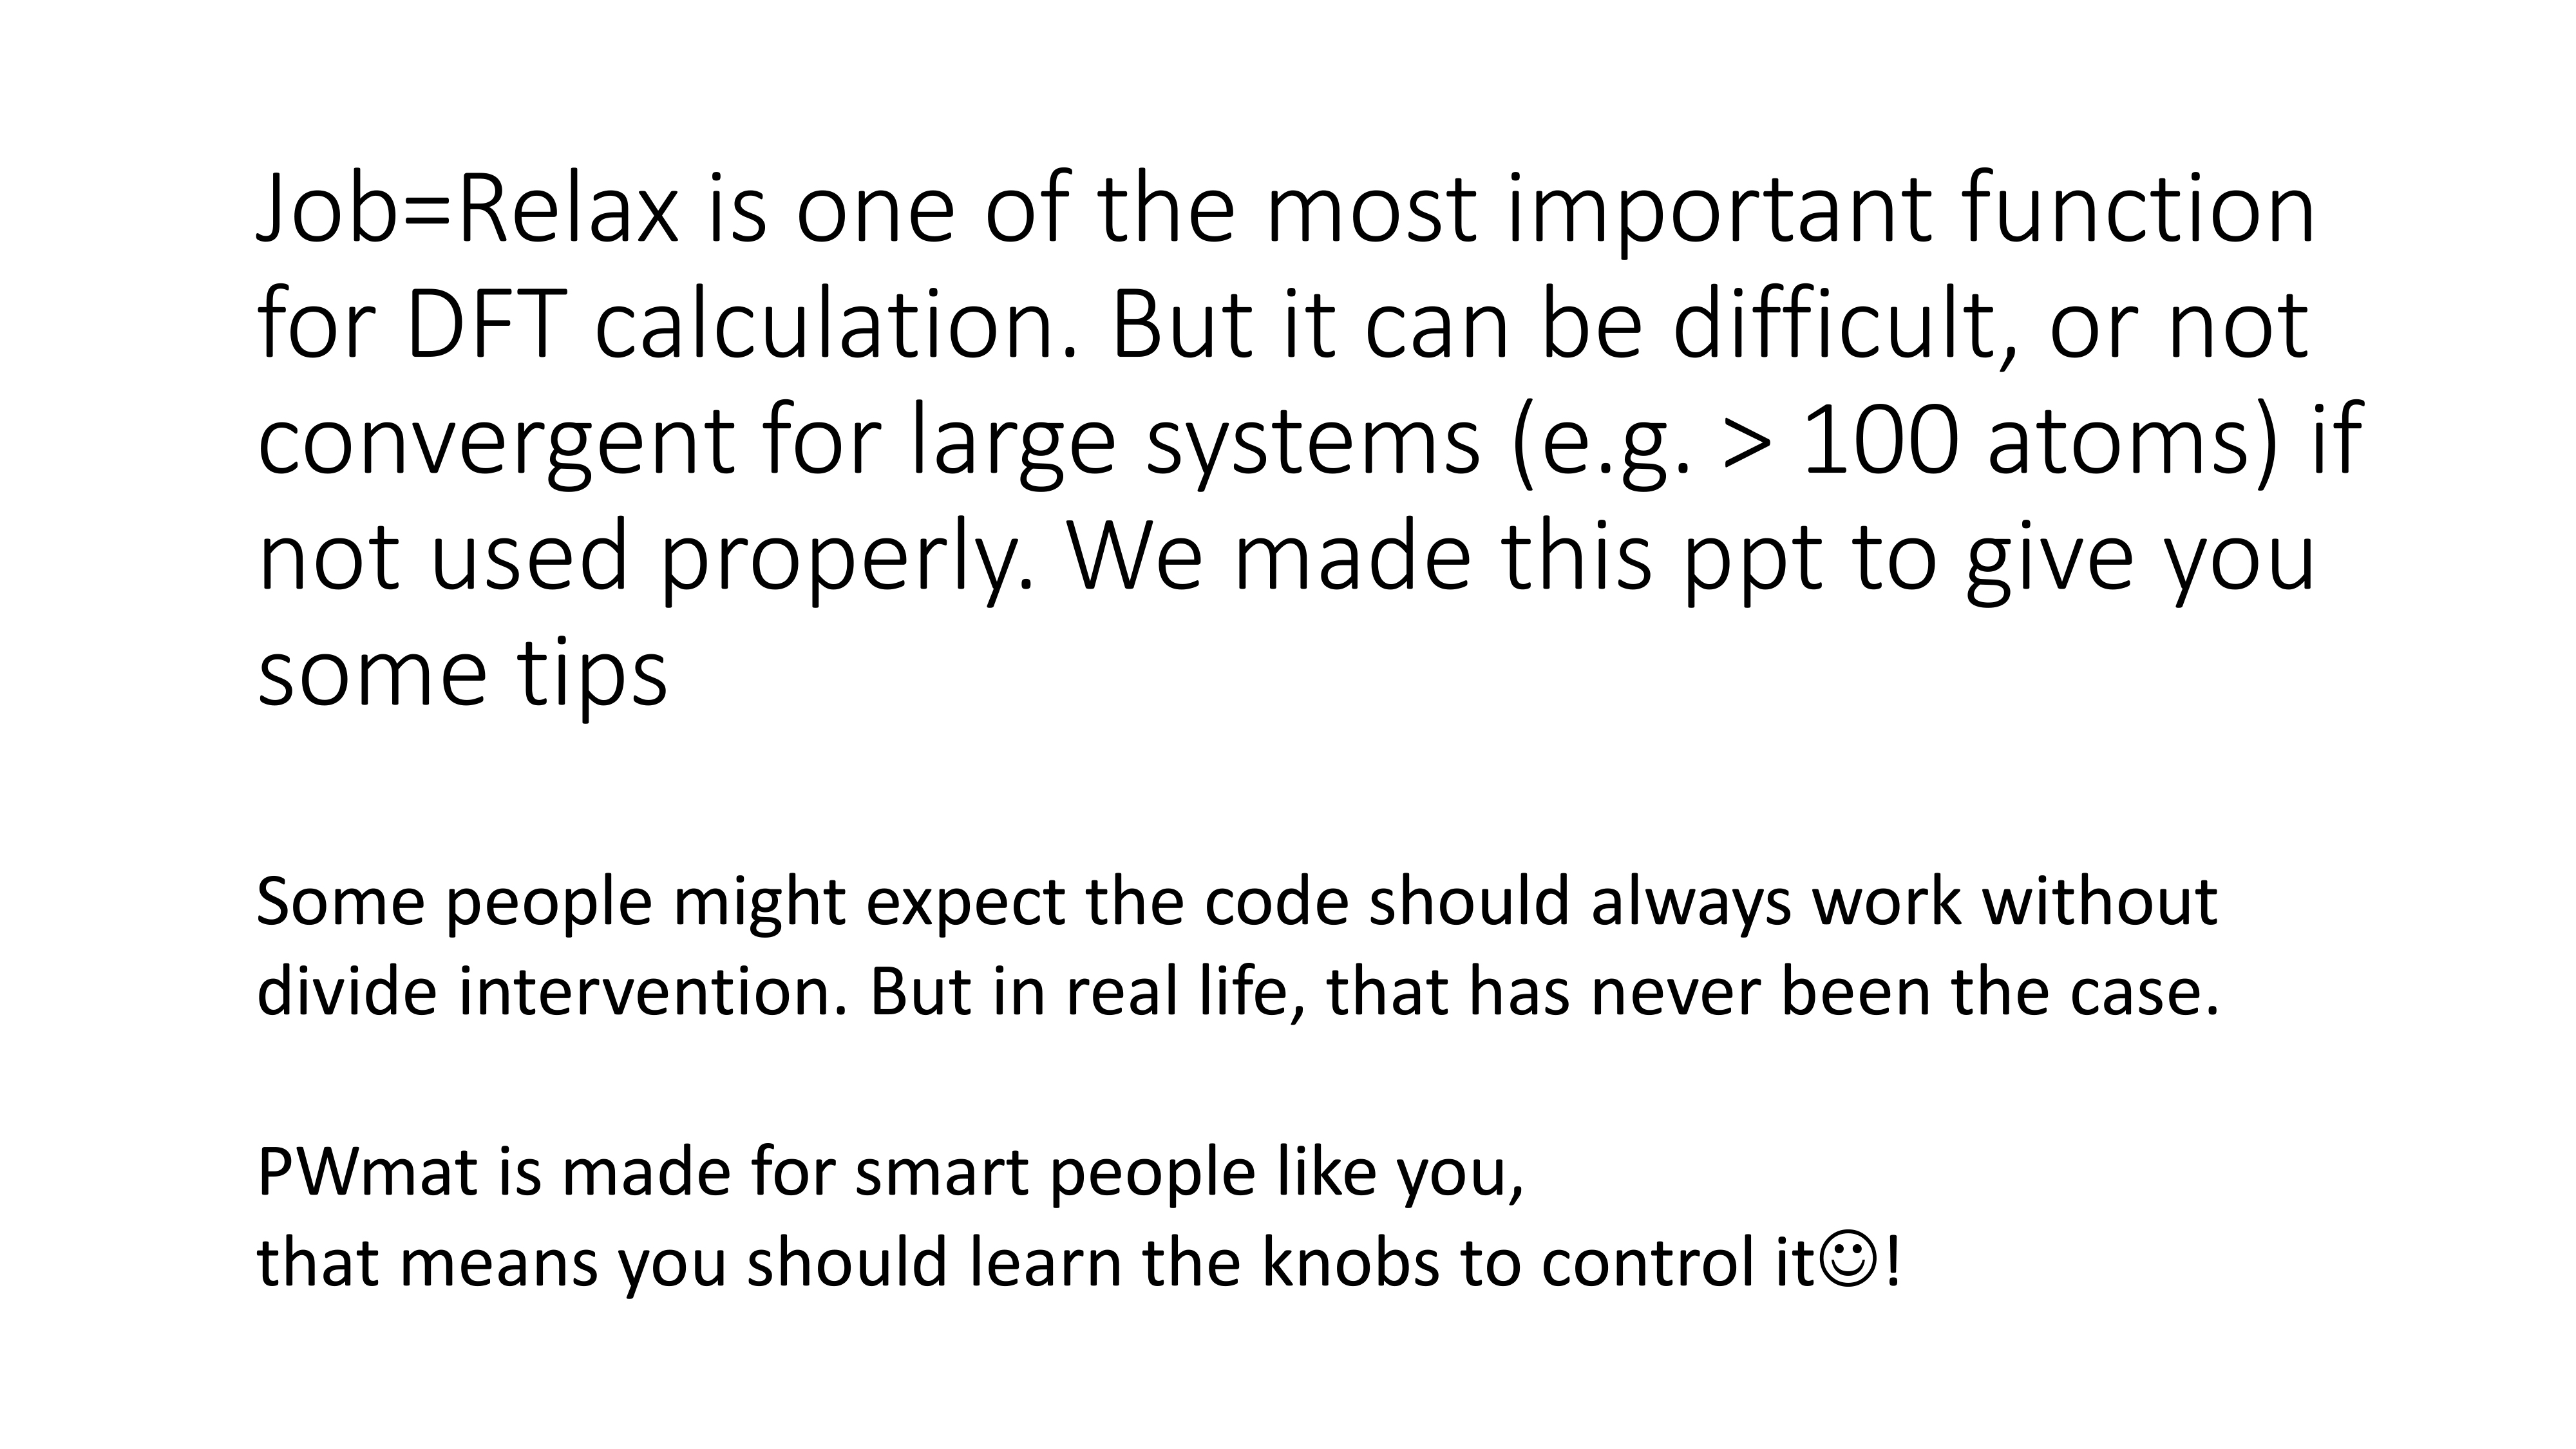 Job=Relax is one of the most important function
for DFT calculation. But it can be difficult, or not
convergent for large systems (e.g. > 100 atoms) if
not used properly. We made this ppt to give you
some tips
Some people might expect the code should always work without
divide intervention. But in real life, that has never been the case.
PWmat is made for smart people like you,
that means you should learn the knobs to control it☺!